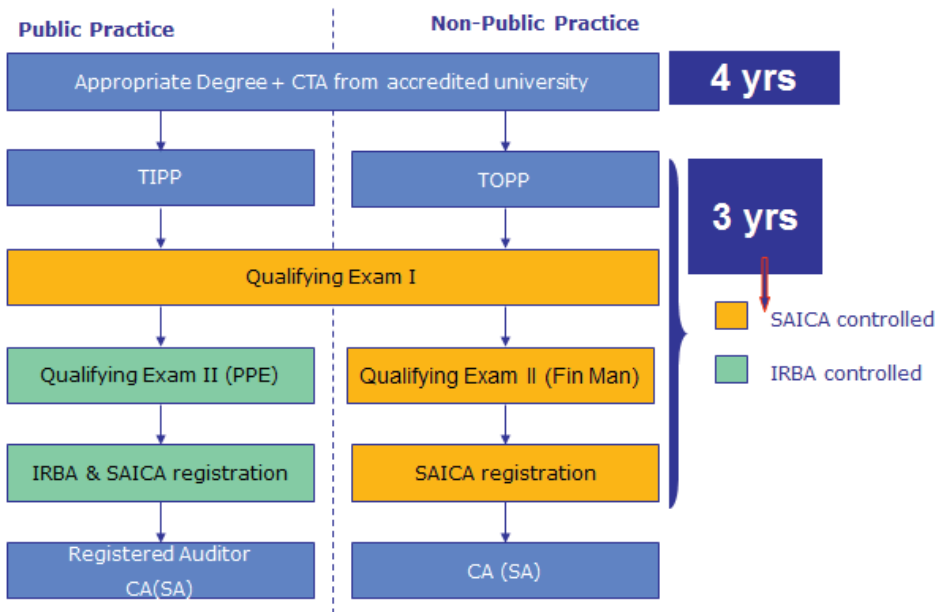 Public Practice
Non-Public Practice
Appropriate Degree + CTA from accredited university
4 yrs
TIPP
TOPP
3 yrs
Qualifying Exam I
SAICA controlled
Qualifying Exam II (PPE)
Qualifying Exam II (Fin Man)
IRBA controlled
IRBA & SAICA registration
SAICA registration
Registered Auditor
CA(SA)
CA (SA)